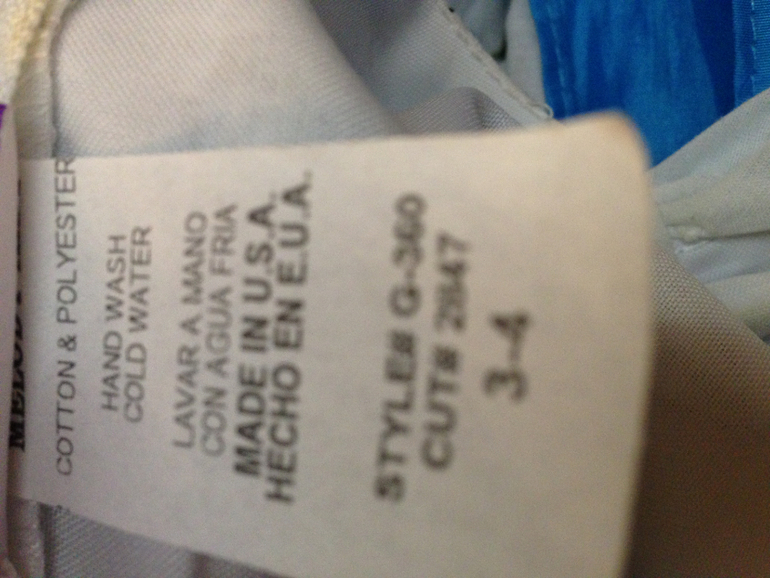 COTTON & POLYESTER
HAND WASH
COLD WATER
LAVAR A MANO
CON AGUA FRIA
MADE IN U.S.A.
HECHO EN E.U.A.
STYLE# G-360
CUT# 2847
3-4